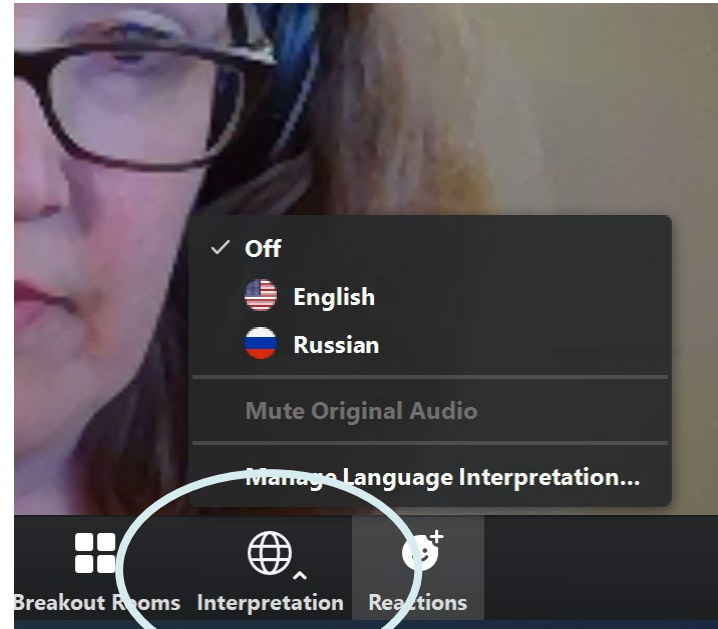 Off
English
Russian
Mute Original Audio
Manage Language Interpretation...
Breakout Rooms Interpretation Reactions